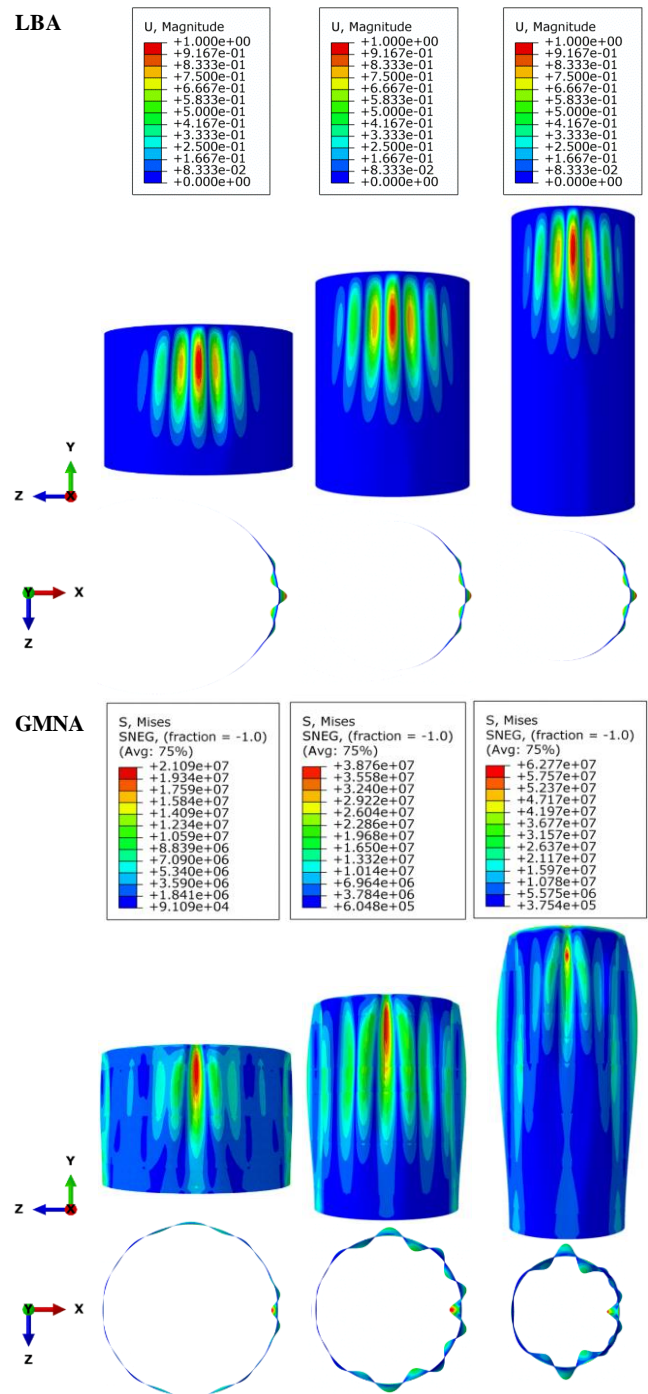 LBA
U, Magnitude
+1.000e+00
+9.167e-01
+8.333e-01
+7.500e-01
+6.667e-01
+5.833e-01
+5.000e-01
+4.167e-01
+3.333e-01
+2.500e-01
+1.667e-01
+8.333e-02
+0.000e+00
U, Magnitude
+1.000e+00
+9.167e-01
+8.333e-01
+7.500e-01
+6.667e-01
+5.833e-01
+5.000e-01
+4.167e-01
+3.333e-01
+2.500e-01
+1.667e-01
+8.333e-02
+0.000e+00
U, Magnitude
+1.000e+00
+9.167e-01
+8.333e-01
+7.500e-01
+6.667e-01
+5.833e-01
+5.000e-01
+4.167e-01
+3.333e-01
+2.500e-01
+1.667e-01
+8.333e-02
+0.000e+00
Y
Z X
Y X
Z
GMNA
S, Mises
SNEG, (fraction = -1.0)
(Avg: 75%)
+2.109e+07
+1.934e+07
+1.759e+07
+1.584e+07
+1.409e+07
+1.234e+07
+1.059e+07
+8.839e+06
+7.090e+06
+5.340e+06
+3.590e+06
+1.841e+06
+9.109e+04
S, Mises
SNEG, (fraction = -1.0)
(Avg: 75%)
+3.876e+07
+3.558e+07
+3.240e+07
+2.922e+07
+2.604e+07
+2.286e+07
+1.968e+07
+1.650e+07
+1.332e+07
+1.014e+07
+6.964e+06
+3.784e+06
+6.048e+05
S, Mises
SNEG, (fraction = -1.0)
(Avg: 75%)
+6.277e+07
+5.757e+07
+5.237e+07
+4.717e+07
+4.197e+07
+3.677e+07
+3.157e+07
+2.637e+07
+2.117e+07
+1.597e+07
+1.078e+07
+5.575e+06
+3.754e+05
Y
Z X
Y X
Z